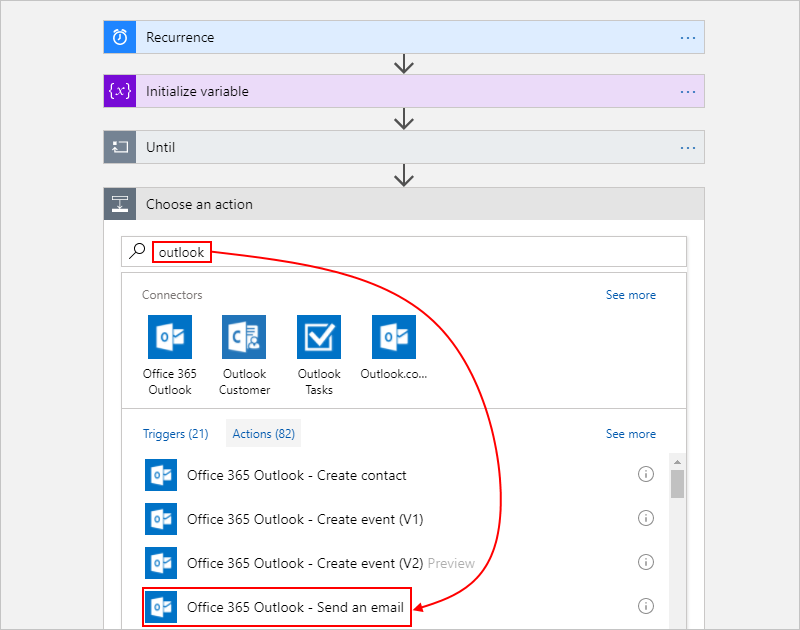 Recurrence
{x} Initialize variable
Until
Choose an action
outlook
Connectors See more
Office 365 Outlook Outlook Outlook.co...
Outlook Customer Tasks
Triggers (21) Actions (82) See more
Office 365 Outlook - Create contact
Office 365 Outlook - Create event (V1)
Office 365 Outlook - Create event (V2) Preview
Office 365 Outlook - Send an email